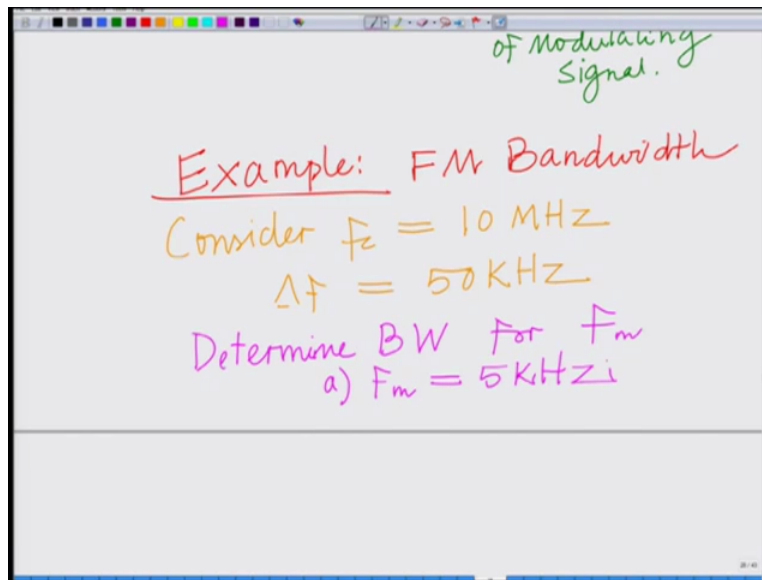 of Modulating
Signal.
Example: FM Bandwidth
Consider Fc = 10 MHz
ΔF = 50 KHz
Determine BW For Fm
a) Fm = 5 KHz;